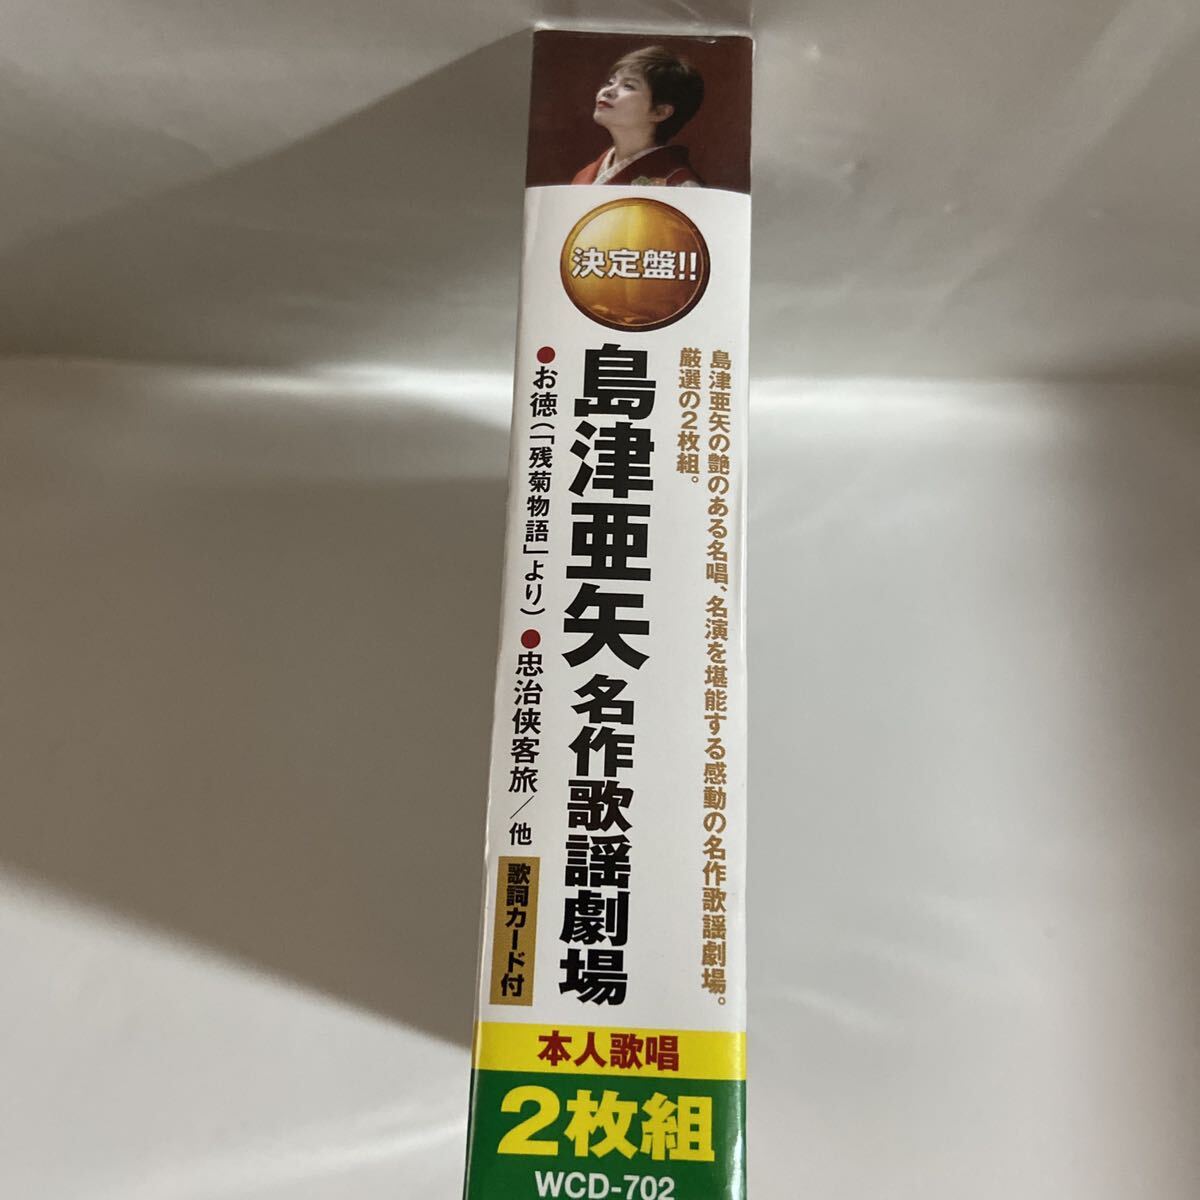 決定盤!!
島津亜矢の艶のある名唱、名演を堪能する感動の名作歌謡劇場。
厳選の2枚組。
島津亜矢 名作歌謡劇場
●お徳(「残菊物語」より) ●忠治侠客旅/他
歌詞カード付
本人歌唱
2枚組
WCD-702